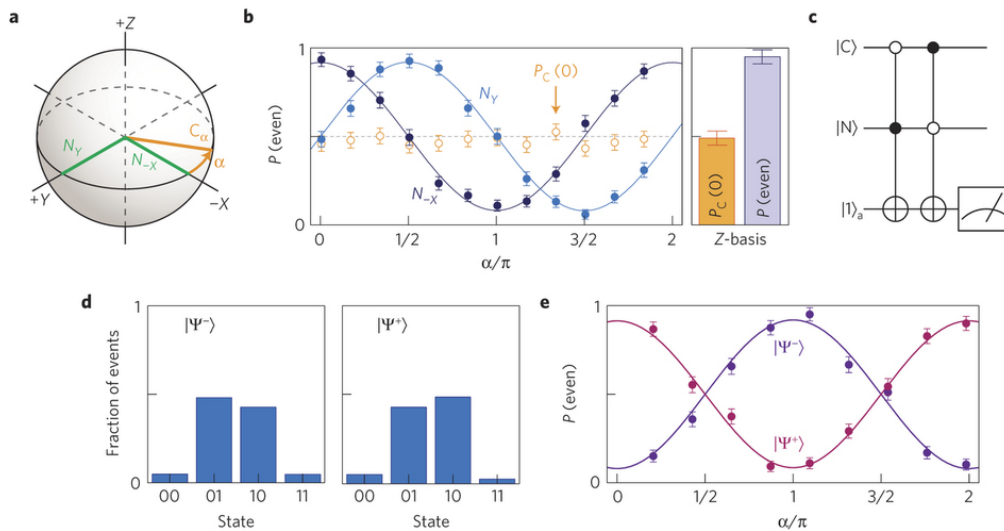 a
+Z
N_Y
C_α
N_{-X}
α
+Y
-X
b
1
P (even)
0
N_Y
P_C (0)
N_{-X}
0 1/2 1 3/2 2
α/π
P_C (0)
P (even)
Z-basis
c
|C⟩
|N⟩
|1⟩_a
d
1
Fraction of events
0
|Ψ⁻⟩
|Ψ⁺⟩
00 01 10 11
00 01 10 11
State
State
e
1
P (even)
0
|Ψ⁻⟩
|Ψ⁺⟩
0 1/2 1 3/2 2
α/π